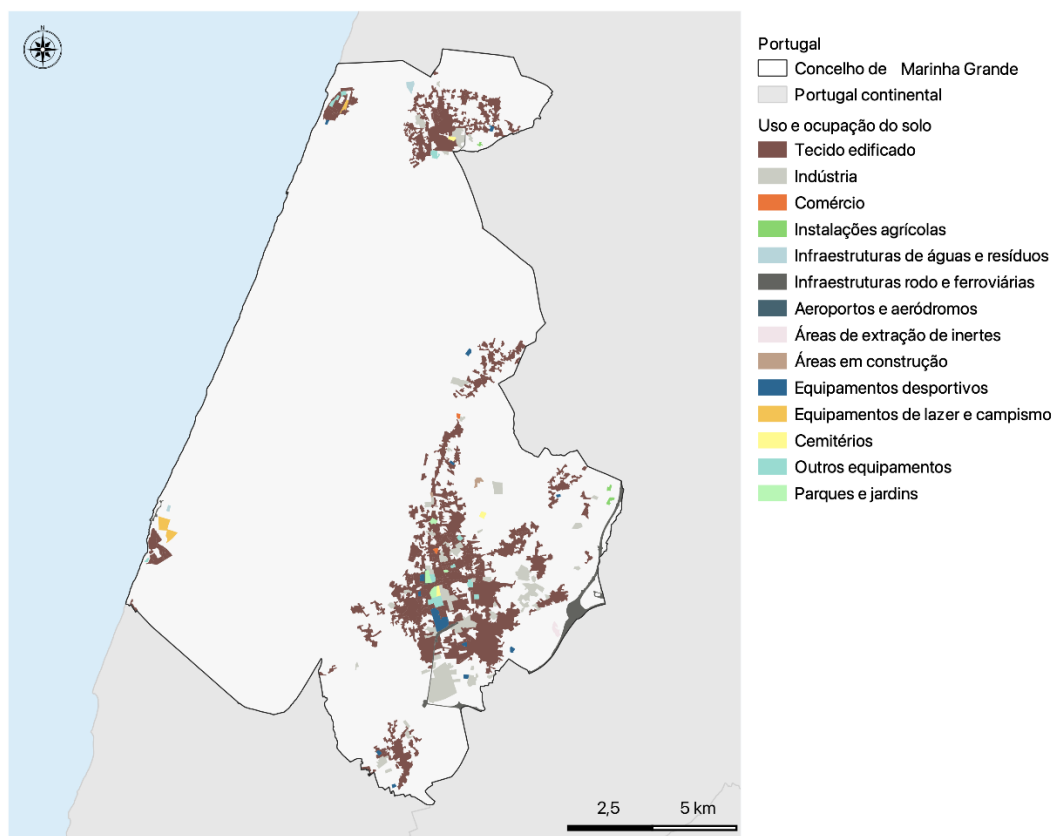 N
Portugal
Concelho de Marinha Grande
Portugal continental
Uso e ocupação do solo
Tecido edificado
Indústria
Comércio
Instalações agrícolas
Infraestruturas de águas e resíduos
Infraestruturas rodo e ferroviárias
Aeroportos e aeródromos
Áreas de extração de inertes
Áreas em construção
Equipamentos desportivos
Equipamentos de lazer e campismo
Cemitérios
Outros equipamentos
Parques e jardins
2,5 5 km